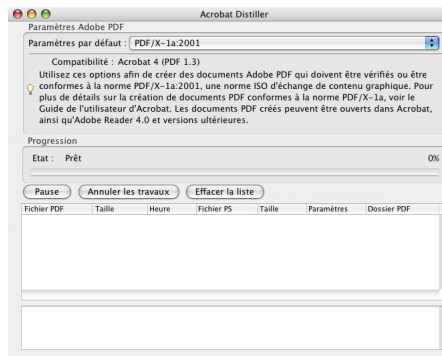 Acrobat Distiller
Paramètres Adobe PDF
Paramètres par défaut : PDF/X-1a:2001
Compatibilité : Acrobat 4 (PDF 1.3)
Utilisez ces options afin de créer des documents Adobe PDF qui doivent être vérifiés ou être
conformes à la norme PDF/X-1a:2001, une norme ISO d'échange de contenu graphique. Pour
plus de détails sur la création de documents PDF conformes à la norme PDF/X-1a, voir le
Guide de l'utilisateur d'Acrobat. Les documents PDF créés peuvent être ouverts dans Acrobat,
ainsi qu'Adobe Reader 4.0 et versions ultérieures.
Progression
Etat : Prêt 0%
Pause Annuler les travaux Effacer la liste
Fichier PDF Taille Heure Fichier PS Taille Paramètres Dossier PDF